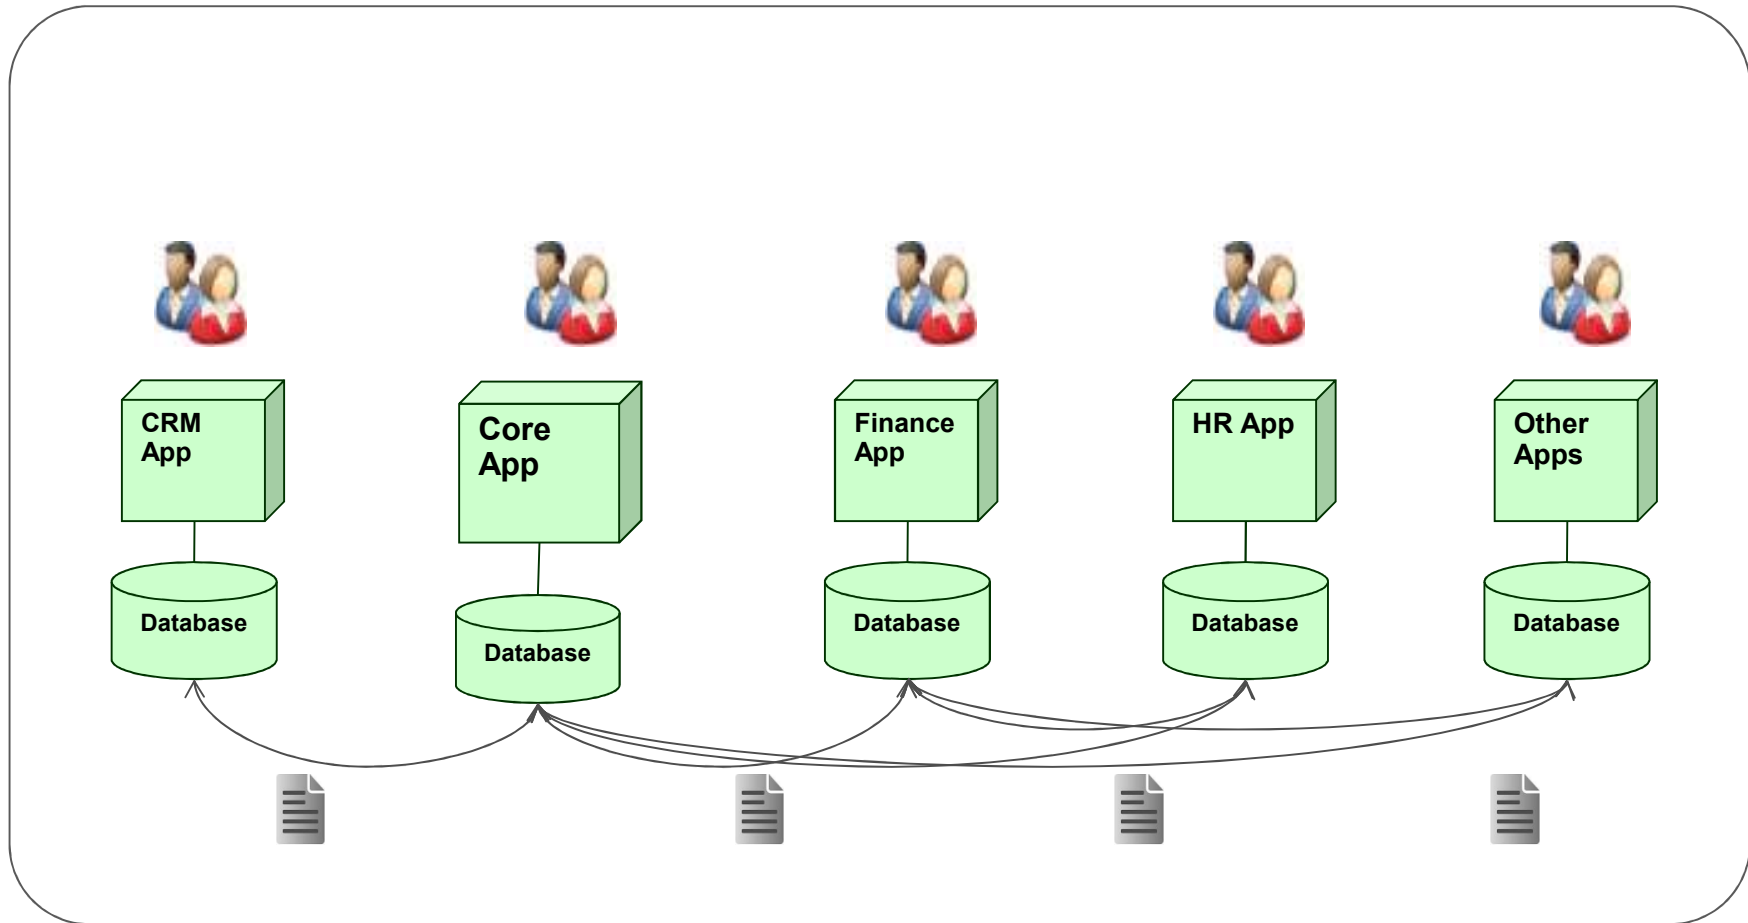 CRM
App
Core
App
Finance
App
HR App
Other
Apps
Database
Database
Database
Database
Database